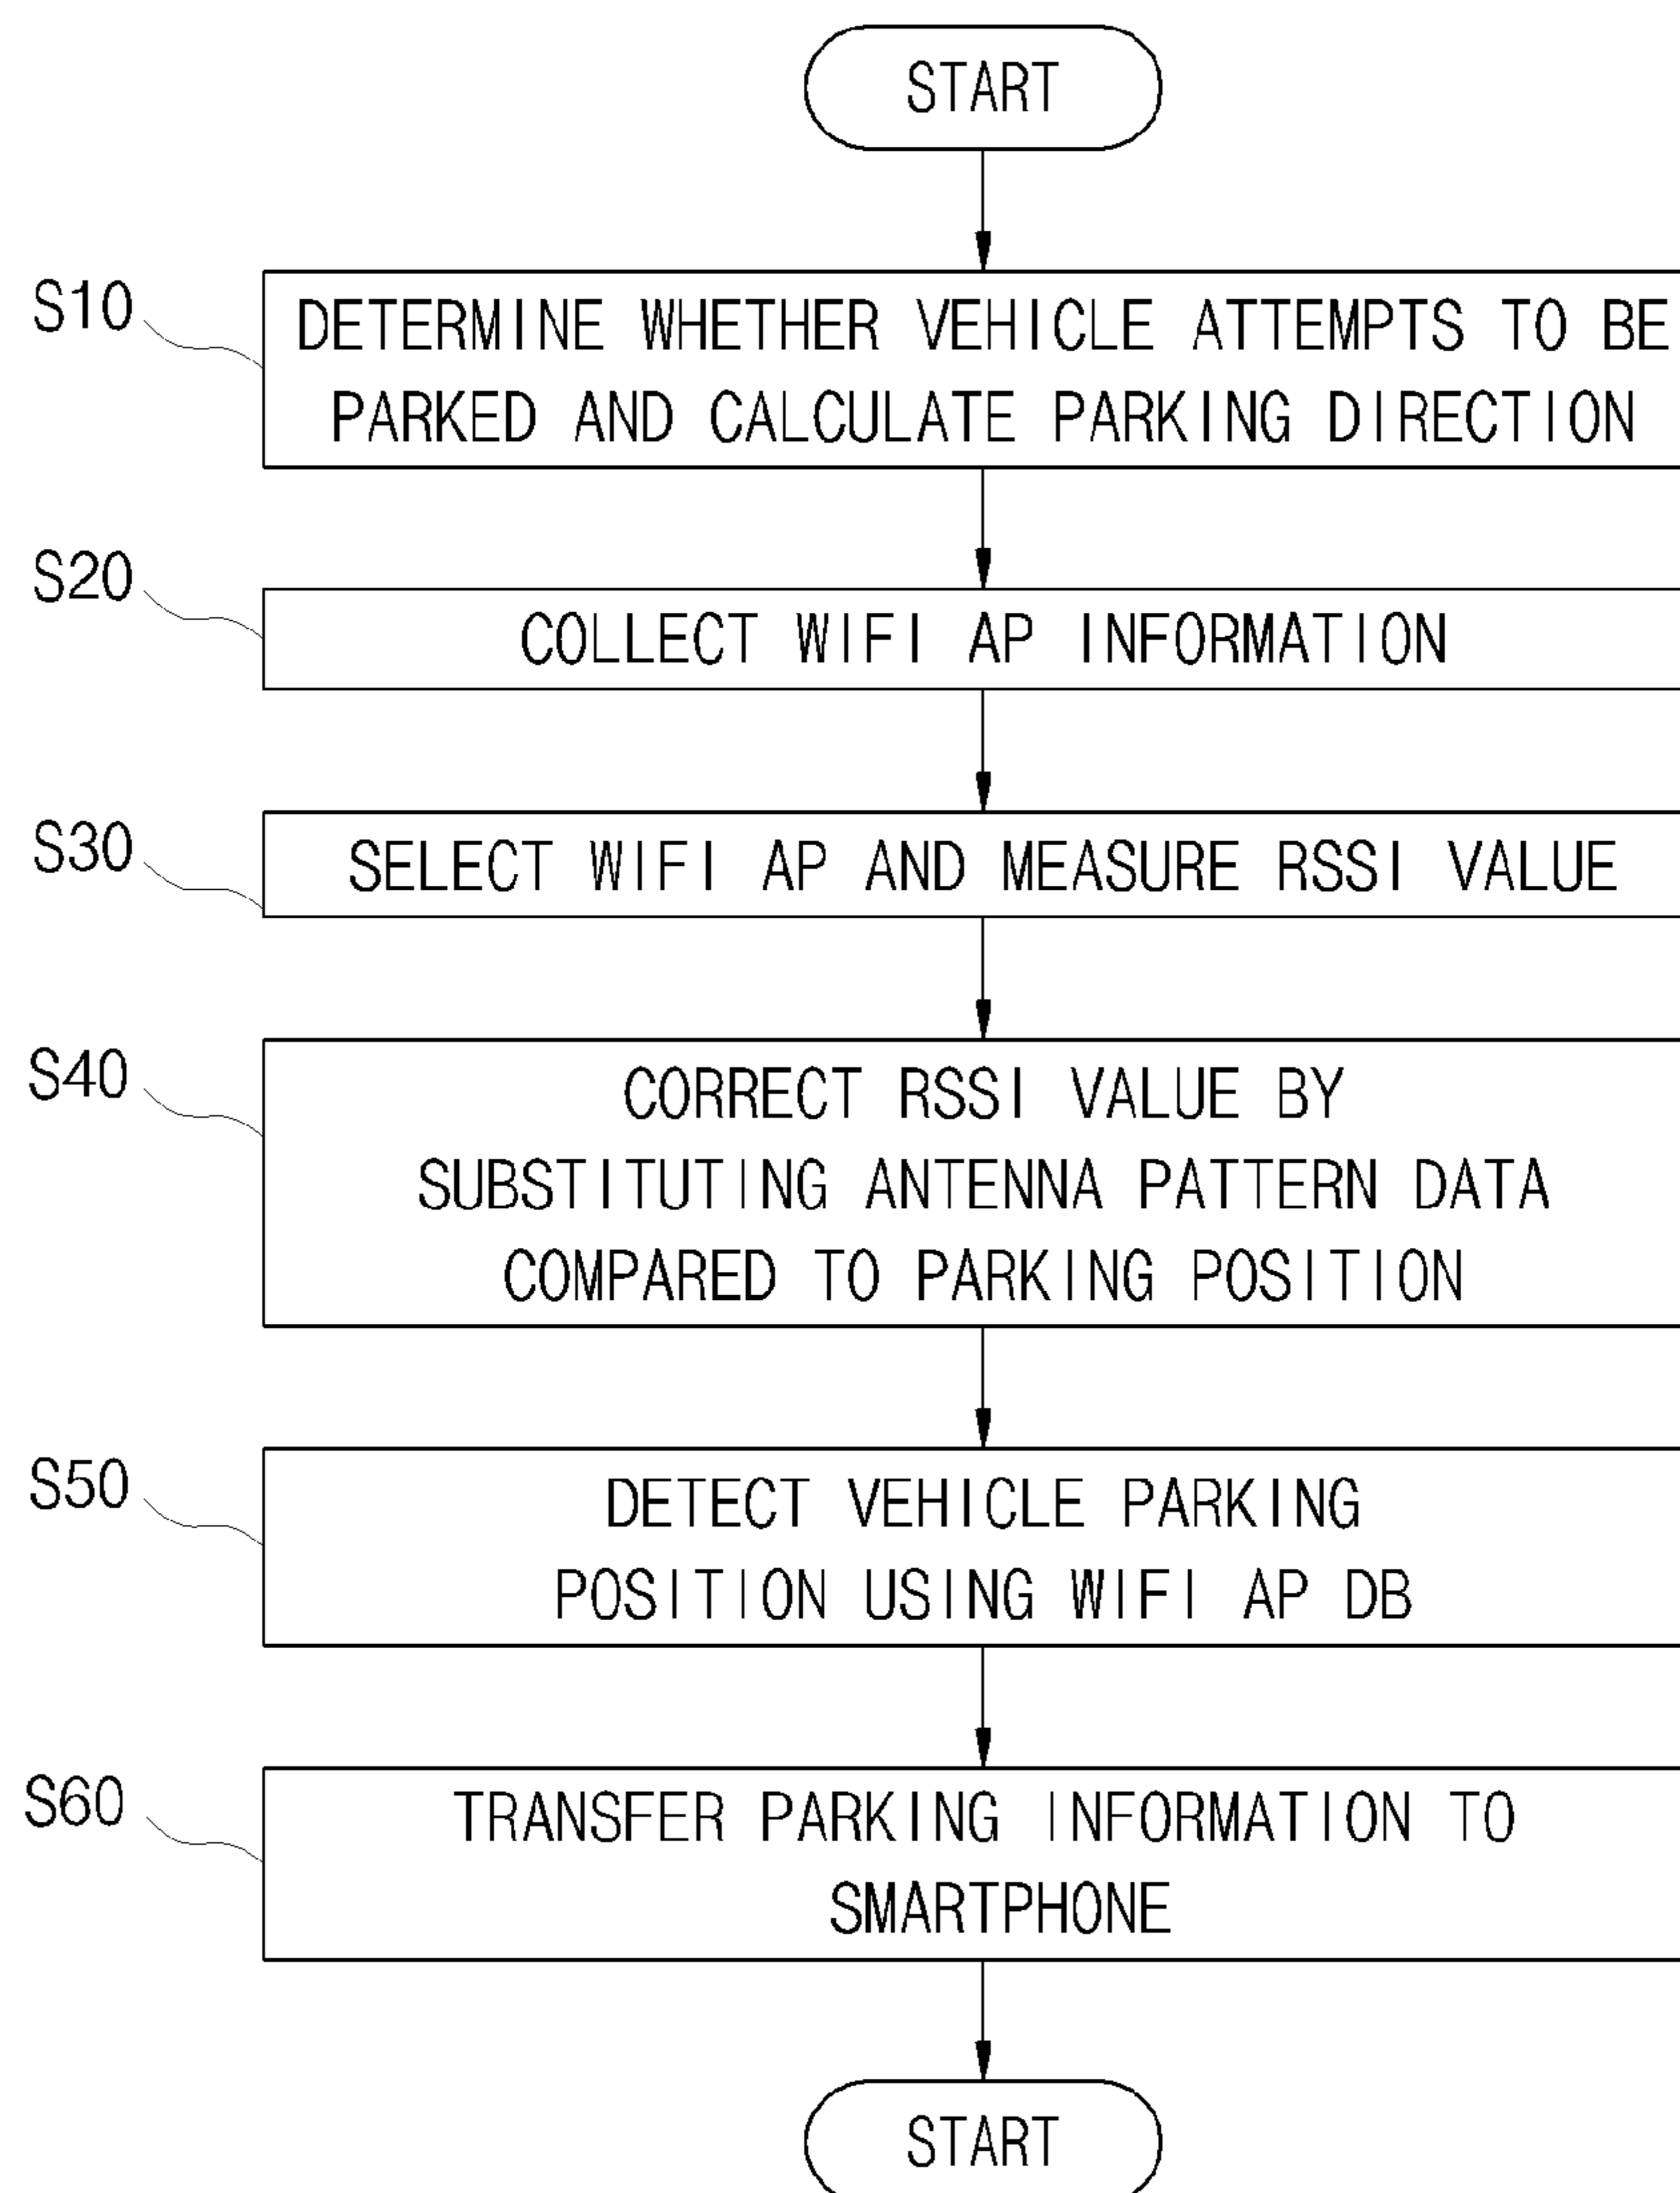 START
S10
DETERMINE WHETHER VEHICLE ATTEMPTS TO BE
PARKED AND CALCULATE PARKING DIRECTION
S20
COLLECT WIFI AP INFORMATION
S30
SELECT WIFI AP AND MEASURE RSSI VALUE
S40
CORRECT RSSI VALUE BY
SUBSTITUTING ANTENNA PATTERN DATA
COMPARED TO PARKING POSITION
S50
DETECT VEHICLE PARKING
POSITION USING WIFI AP DB
S60
TRANSFER PARKING INFORMATION TO
SMARTPHONE
START